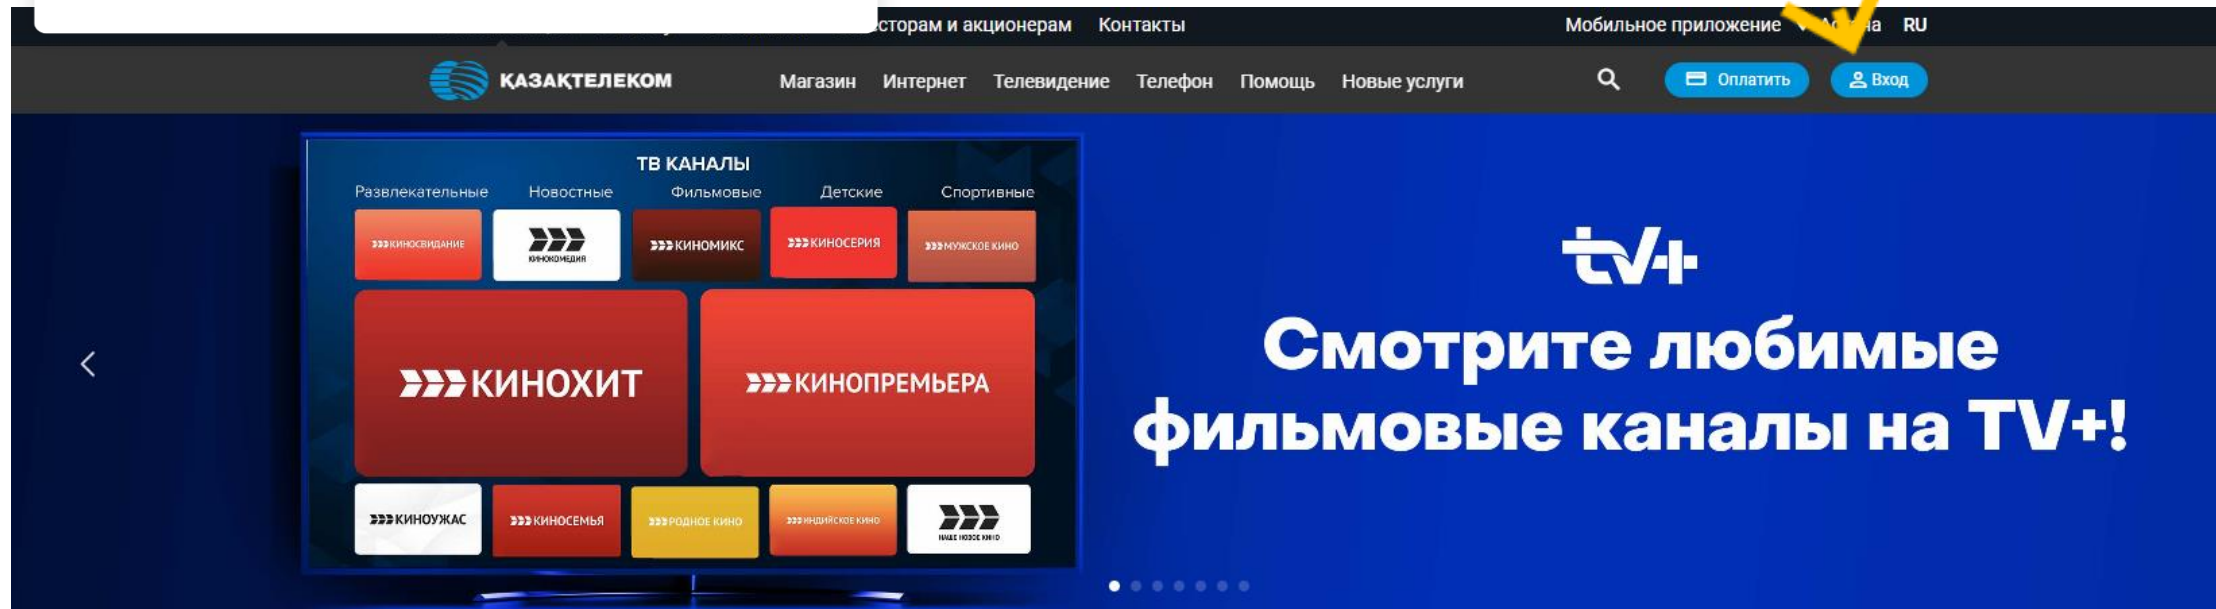 Контакты
Мобильное приложение
RU
ҚАЗАҚТЕЛЕКОМ
Магазин Интернет Телевидение Телефон Помощь Новые услуги
Оплатить
Вход
ТВ КАНАЛЫ
Развлекательные Новостные Фильмовые Детские Спортивные
КИНОСВИДАНИЕ
КИНОКОМЕДИЯ
КИНОМИКС
КИНОСЕРИЯ
МУЖСКОЕ КИНО
КИНОХИТ
КИНОПРЕМЬЕРА
КИНОУЖАС
КИНОСЕМЬЯ
РОДНОЕ КИНО
ИНДИЙСКОЕ КИНО
НАШЕ НОВОЕ КИНО
tv+
Смотрите любимые
фильмовые каналы на TV+!